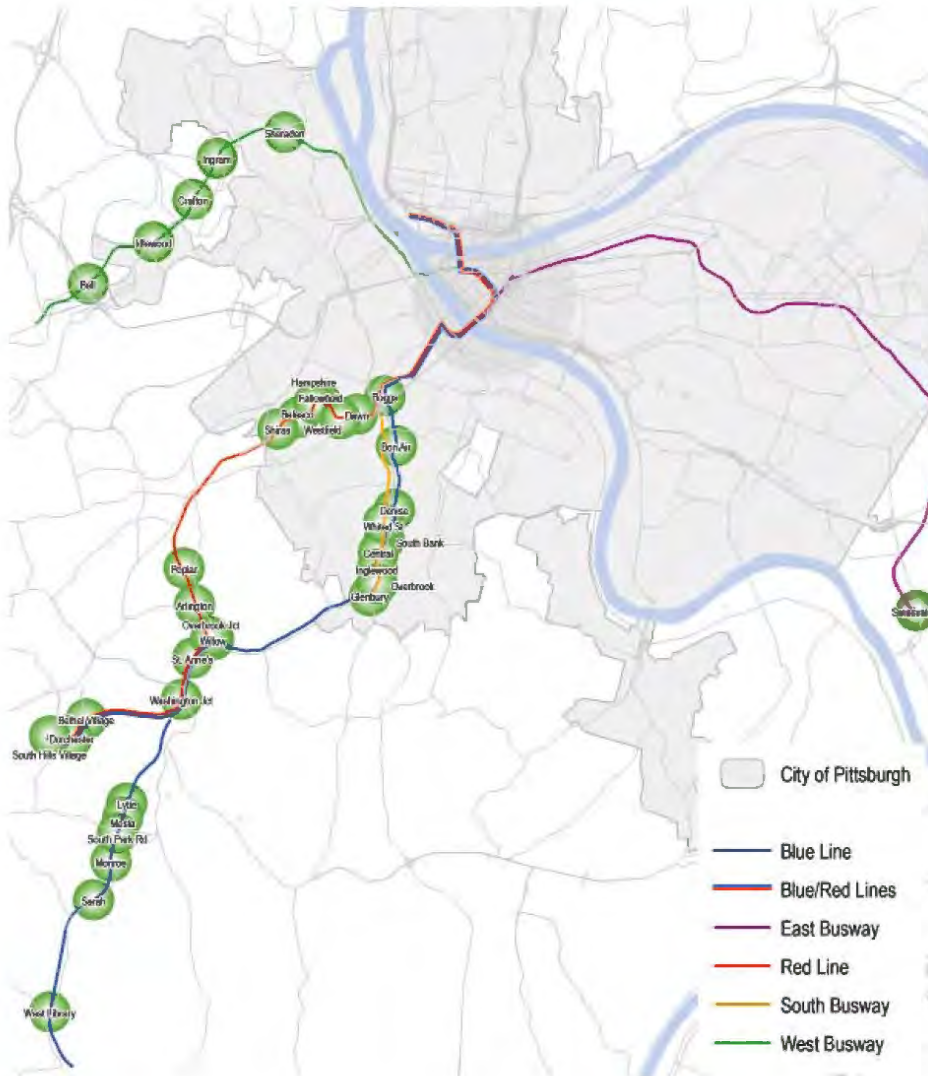 Sheraden
Ingram
Crafton
Idlewood
Bell
Hampshire
Fallowfield
Boggs
Belasco
Dawn
Shiras
Westfield
Bon Air
Denise
Whited St
South Bank
Central
Inglewood
Overbrook
Glenbury
Poplar
Arlington
Overbrook Jct
Willow
St. Anne's
Washington Jct
Bethel Village
Dorchester
South Hills Village
Lytle
Mesta
South Park Rd
Monroe
Sarah
West Library
Swissvale
City of Pittsburgh
Blue Line
Blue/Red Lines
East Busway
Red Line
South Busway
West Busway